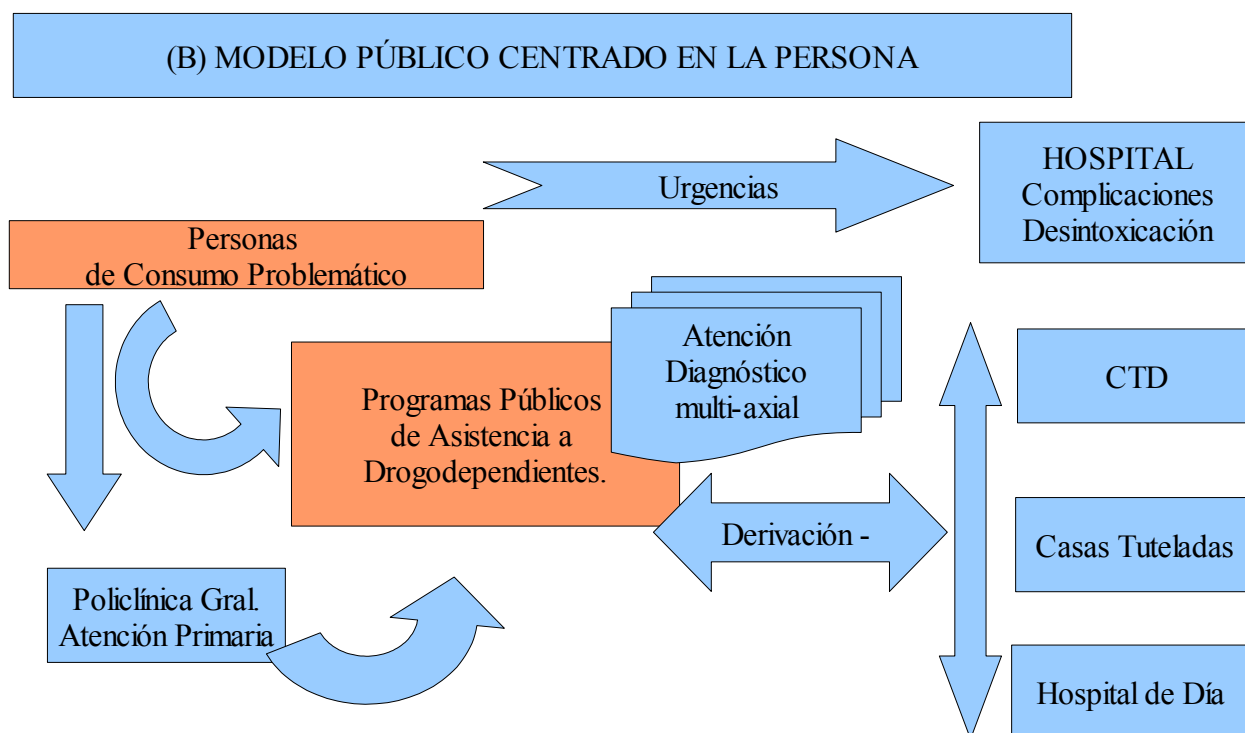 (B) MODELO PÚBLICO CENTRADO EN LA PERSONA
Urgencias
HOSPITAL
Complicaciones
Desintoxicación
Personas
de Consumo Problemático
Atención
Diagnóstico
multi-axial
CTD
Programas Públicos
de Asistencia a
Drogodependientes.
Derivación -
Casas Tuteladas
Policlínica Gral.
Atención Primaria
Hospital de Día